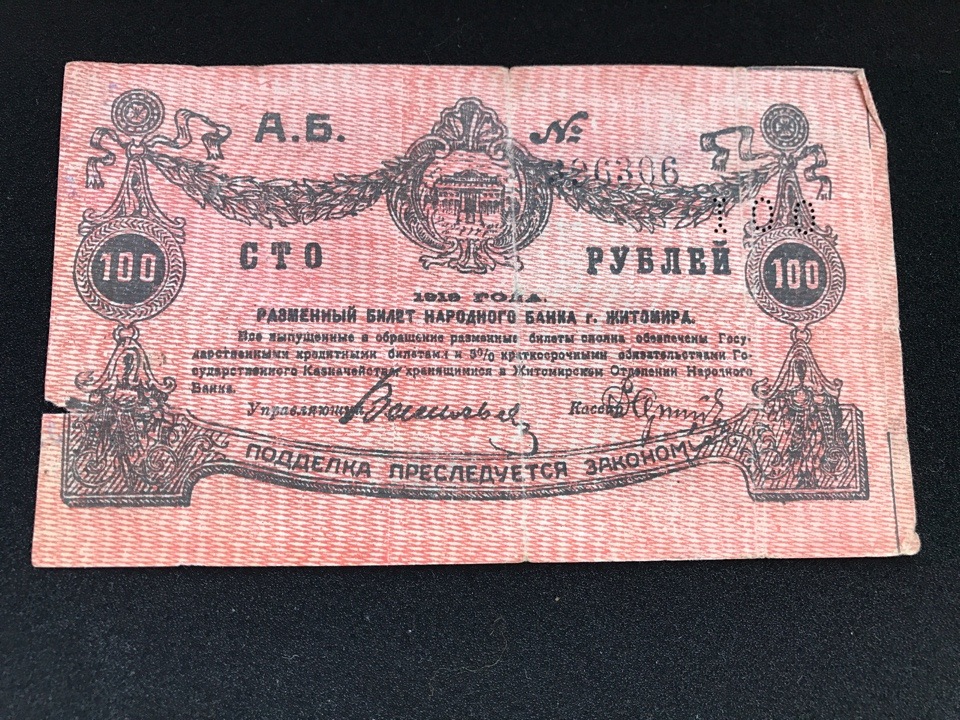 А.Б. №
26306
100
СТО РУБЛЕЙ
100 100
1919 ГОДА.
РАЗМЕННЫЙ БИЛЕТ НАРОДНОГО БАНКА г. ЖИТОМИРА.
Все выпущенные в обращение разменные билеты сполна обеспечены Госу-
дарственными кредитными билетами и 5% краткосрочными обязательствами Го-
сударственного Казначейства хранящимися в Житомирском Отделении Народного
Банка.
Управляющий Кассир
ПОДДЕЛКА ПРЕСЛЕДУЕТСЯ ЗАКОНОМ